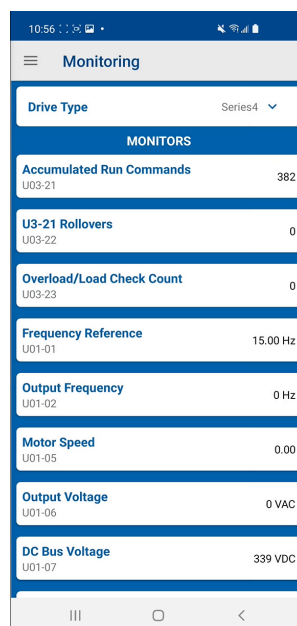 10:56
Monitoring
Drive Type Series4
MONITORS
Accumulated Run Commands
U03-21 382
U3-21 Rollovers
U03-22 0
Overload/Load Check Count
U03-23 0
Frequency Reference
U01-01 15.00 Hz
Output Frequency
U01-02 0 Hz
Motor Speed
U01-05 0.00
Output Voltage
U01-06 0 VAC
DC Bus Voltage
U01-07 339 VDC